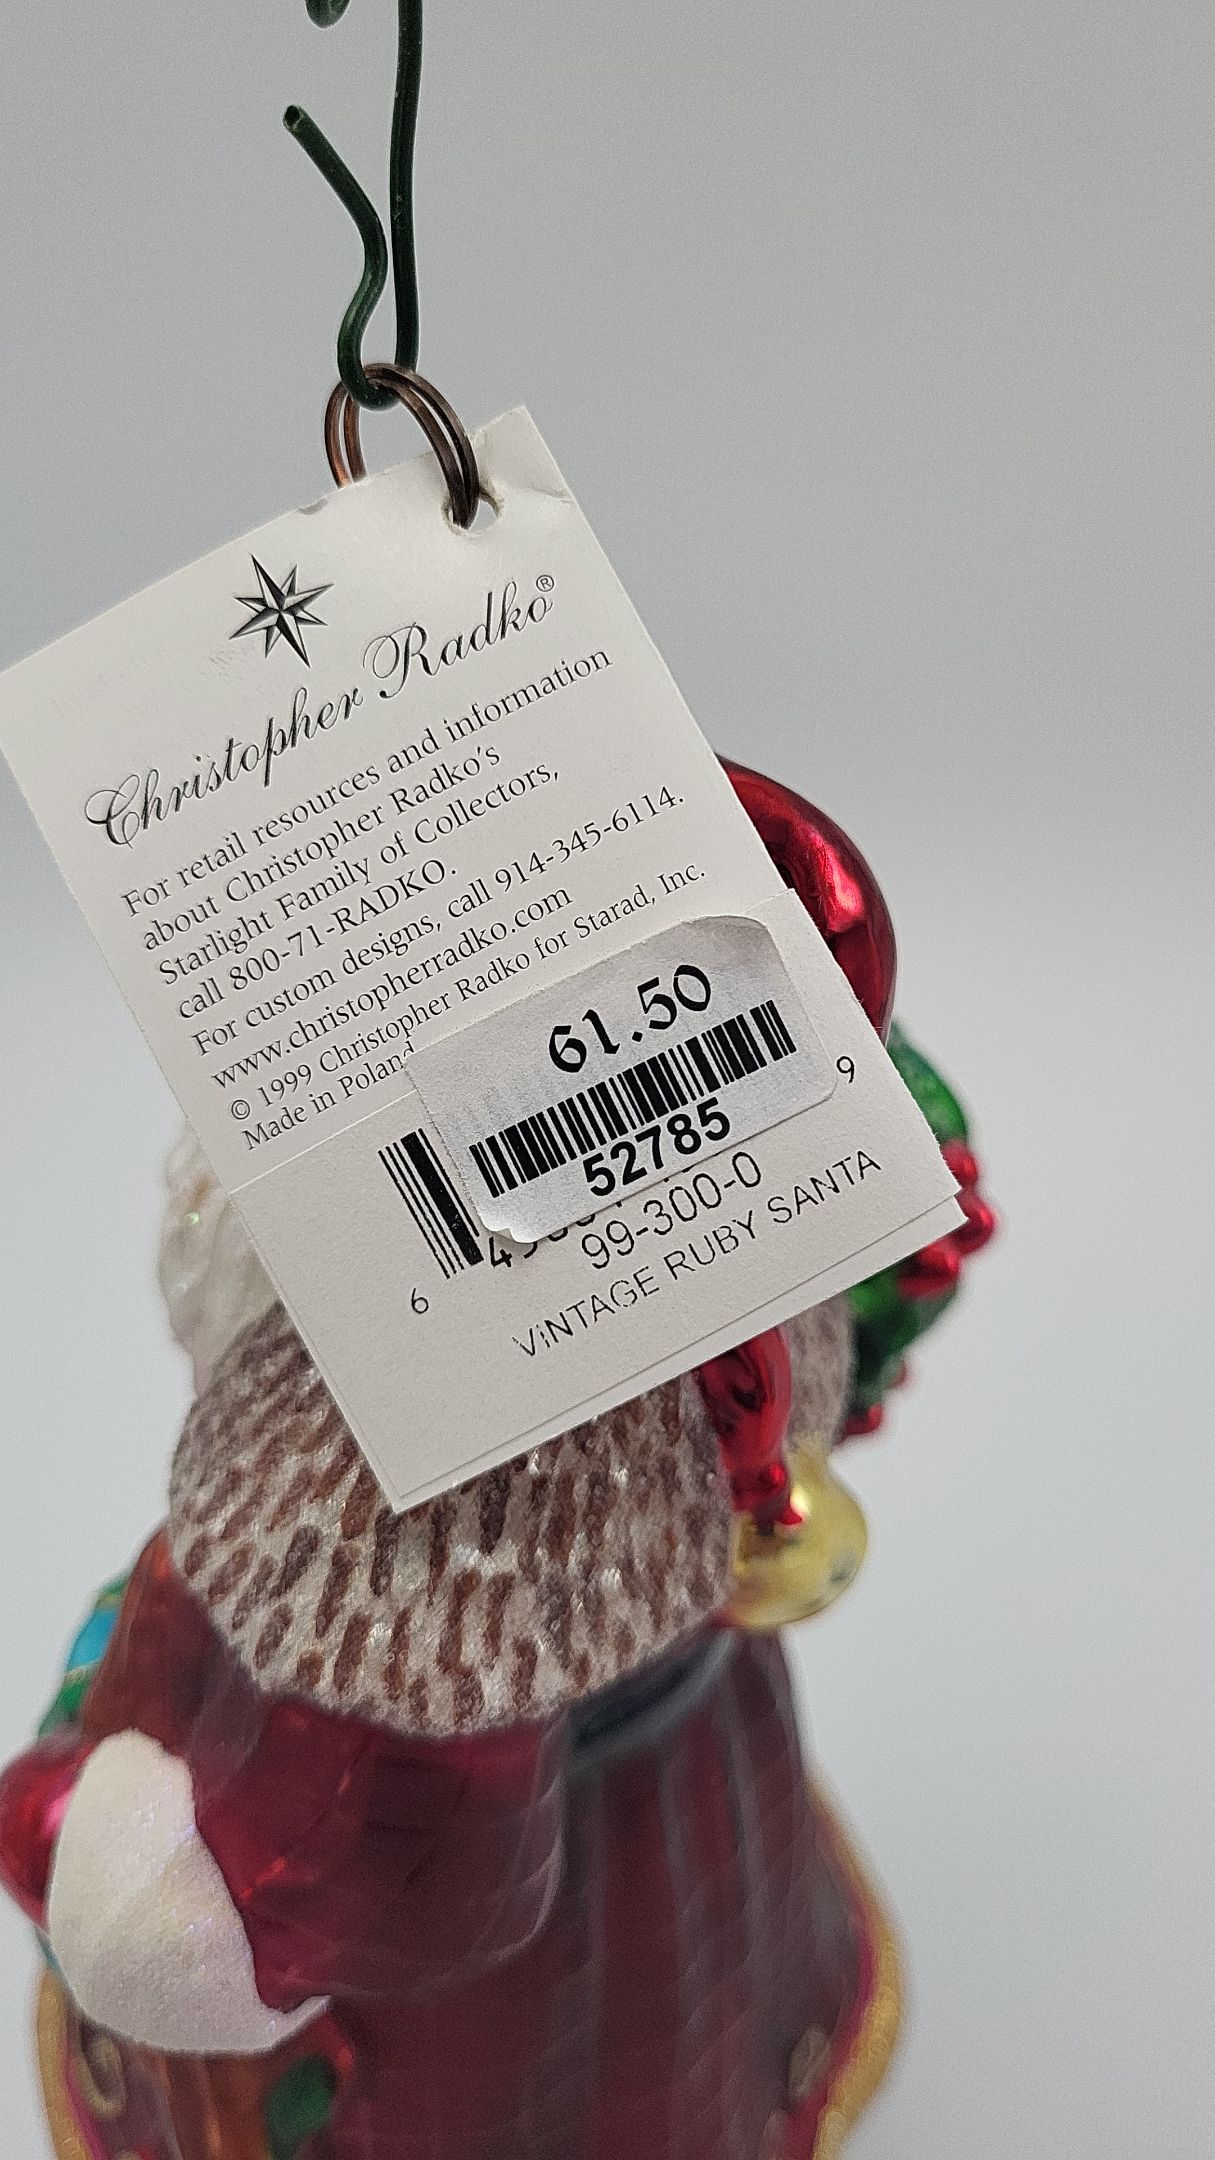 Christopher Radko®
For retail resources and information
about Christopher Radko's
Starlight Family of Collectors,
call 800-71-RADKO.
For custom designs, call 914-345-6114.
www.christopherradko.com
© 1999 Christopher Radko for Starad, Inc.
Made in Poland
61.50
52785
6
9
99-300-0
VINTAGE RUBY SANTA